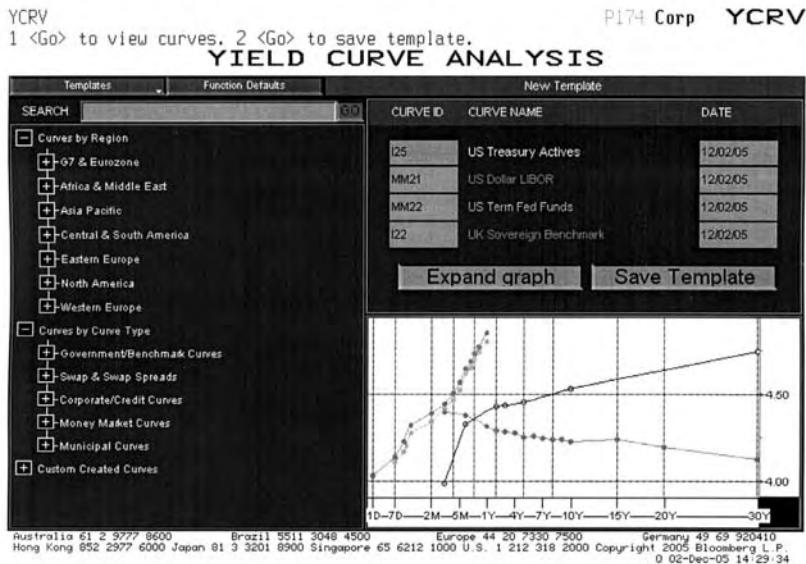 YCRV P174 Corp YCRV
1 <Go> to view curves. 2 <Go> to save template.
YIELD CURVE ANALYSIS
Templates Function Defaults New Template
SEARCH GO
CURVE ID CURVE NAME DATE
Curves by Region
G7 & Eurozone
Africa & Middle East
Asia Pacific
Central & South America
Eastern Europe
North America
Western Europe
Curves by Curve Type
Government/Benchmark Curves
Swap & Swap Spreads
Corporate/Credit Curves
Money Market Curves
Municipal Curves
Custom Created Curves
I25 US Treasury Actives 12/02/05
MM21 US Dollar LIBOR 12/02/05
MM22 US Term Fed Funds 12/02/05
I22 UK Sovereign Benchmark 12/02/05
Expand graph Save Template
4.50
4.00
1D 7D 2M 5M 1Y 4Y 7Y 10Y 15Y 20Y 30Y
Australia 61 2 9777 8600 Brazil 5511 3048 4500 Europe 44 20 7330 7500 Germany 49 69 920410
Hong Kong 852 2977 6000 Japan 81 3 3201 8900 Singapore 65 6212 1000 U.S. 1 212 318 2000 Copyright 2005 Bloomberg L.P.
0 02-Dec-05 14:29:34